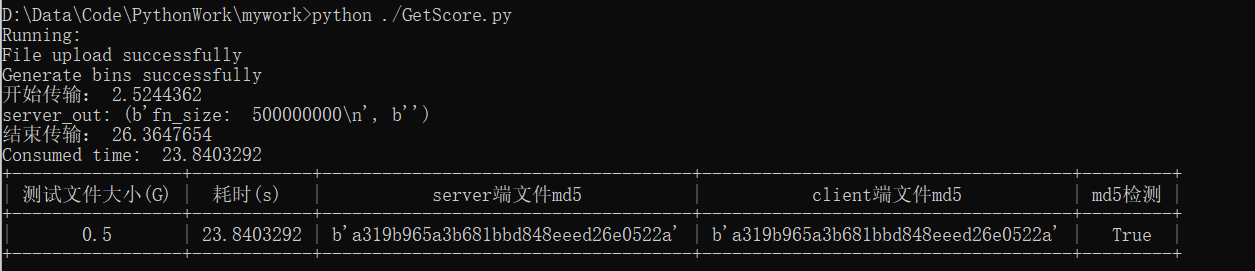 D:\Data\Code\PythonWork\mywork>python ./GetScore.py
Running:
File upload successfully
Generate bins successfully
开始传输: 2.5244362
server_out: (b'fn_size:  500000000\n', b'')
结束传输: 26.3647654
Consumed time:  23.8403292
测试文件大小(G) | 耗时(s) | server端文件md5 | client端文件md5 | md5检测
0.5 | 23.8403292 | b'a319b965a3b681bbd848eeed26e0522a' | b'a319b965a3b681bbd848eeed26e0522a' | True